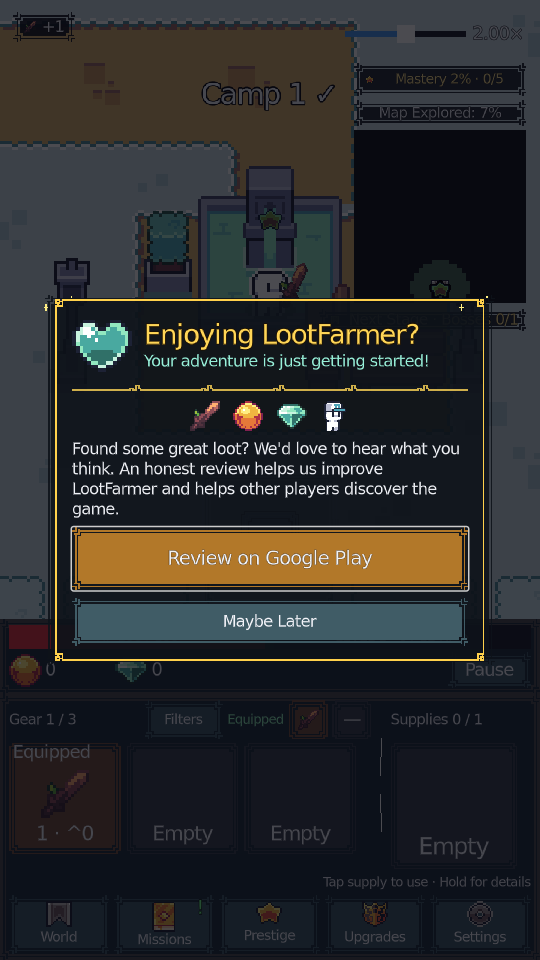 +1
2.00×
Mastery 2% · 0/5
Camp 1 ✓
Map Explored: 7%
Enjoying LootFarmer?
Your adventure is just getting started!
Found some great loot? We'd love to hear what you
think. An honest review helps us improve
LootFarmer and helps other players discover the
game.
Review on Google Play
Maybe Later
0
0
Pause
Gear 1 / 3
Filters
Equipped
—
Supplies 0 / 1
Equipped
1 · ^0
Empty
Empty
Empty
Tap supply to use · Hold for details
World
Missions
!
Prestige
Upgrades
Settings